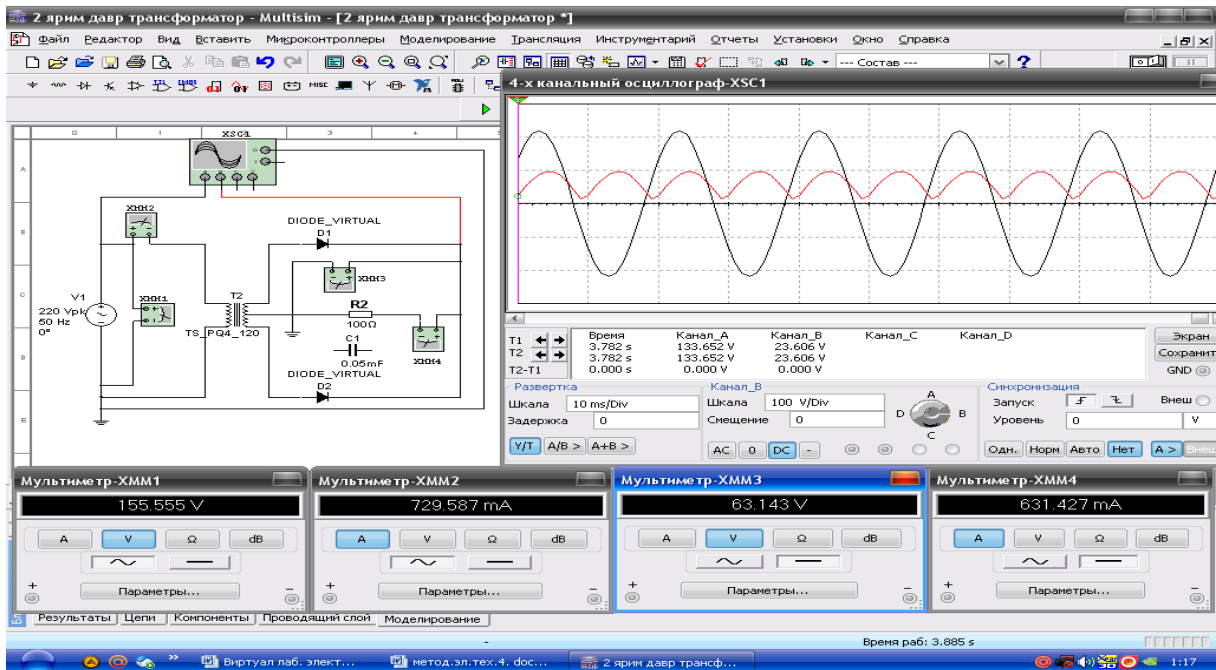 2 ярим давр трансформатор - Multisim - [2 ярим давр трансформатор *]
Файл Редактор Вид Вставить Микроконтроллеры Моделирование Трансляция Инструментарий Отчеты Установки Окно Справка
--- Состав ---
MISC
4-х канальный осциллограф-XSC1
0 1 3 4
XSC1
G
T
A B C D
A
B
C
D
E
XMM2
DIODE_VIRTUAL
D1
XMM3
V1
220 Vpk
50 Hz
0°
XMM1
T2
TS_PQ4_120
R2
100Ω
C1
0.05mF
XMM4
DIODE_VIRTUAL
D2
Время Канал_A Канал_B Канал_C Канал_D
T1 3.782 s 133.652 V 23.606 V
T2 3.782 s 133.652 V 23.606 V
T2-T1 0.000 s 0.000 V 0.000 V
Экран
Сохранит
GND
Развертка
Шкала 10 ms/Div
Задержка 0
Y/T A/B > A+B >
Канал_B
Шкала 100 V/Div
Смещение 0
AC 0 DC -
A
D B
C
Синхронизация
Запуск Внеш
Уровень 0 V
Одн. Норм Авто Нет A > Внеш
Мультиметр-XMM1
155.555 V
A V Ω dB
+ Параметры... -
Мультиметр-XMM2
729.587 mA
A V Ω dB
+ Параметры... -
Мультиметр-XMM3
63.143 V
A V Ω dB
+ Параметры... -
Мультиметр-XMM4
631.427 mA
A V Ω dB
+ Параметры... -
Результаты Цепи Компоненты Проводящий слой Моделирование
-
Время раб: 3.885 s
Виртуал лаб. элект... метод.эл.тех.4. doc... 2 ярим давр трансф...
1:17